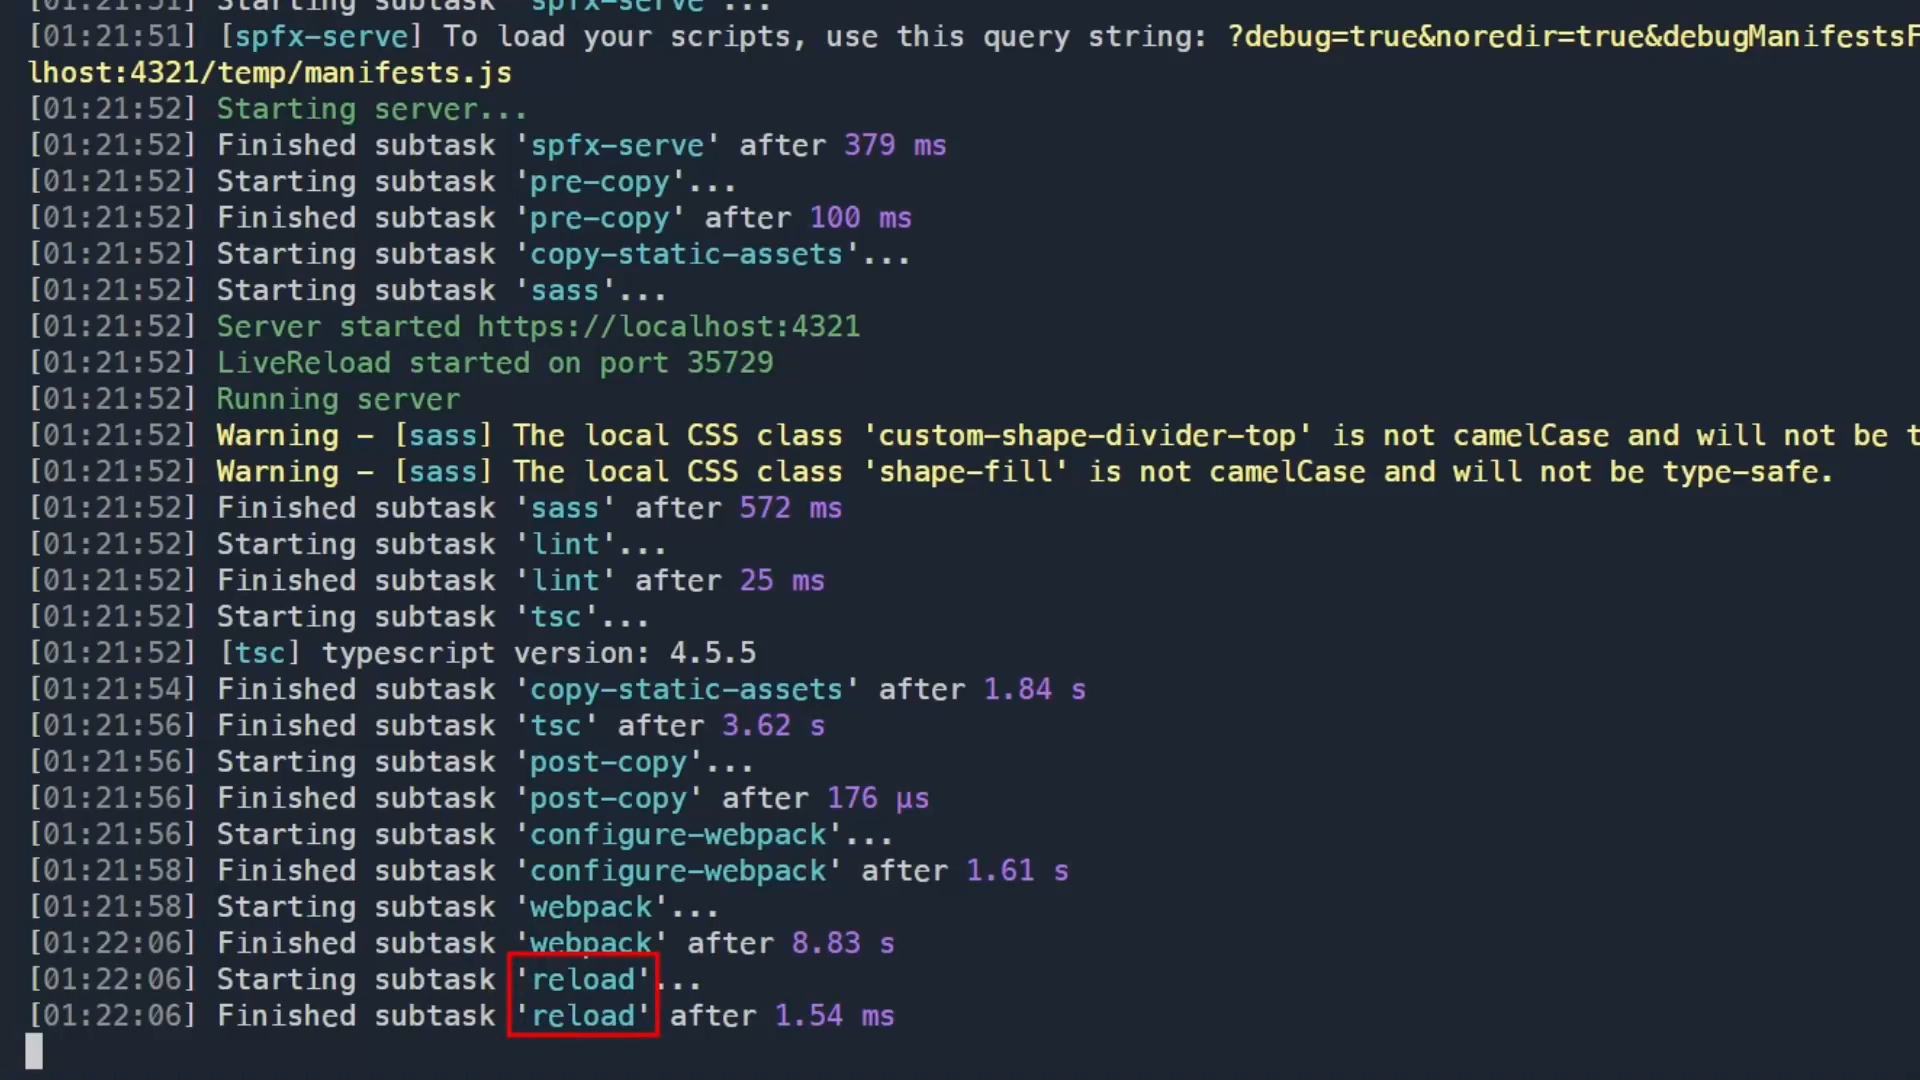 [01:21:51] Starting subtask 'spfx-serve'...
[01:21:51] [spfx-serve] To load your scripts, use this query string: ?debug=true&noredir=true&debugManifestsF
lhost:4321/temp/manifests.js
[01:21:52] Starting server...
[01:21:52] Finished subtask 'spfx-serve' after 379 ms
[01:21:52] Starting subtask 'pre-copy'...
[01:21:52] Finished subtask 'pre-copy' after 100 ms
[01:21:52] Starting subtask 'copy-static-assets'...
[01:21:52] Starting subtask 'sass'...
[01:21:52] Server started https://localhost:4321
[01:21:52] LiveReload started on port 35729
[01:21:52] Running server
[01:21:52] Warning - [sass] The local CSS class 'custom-shape-divider-top' is not camelCase and will not be t
[01:21:52] Warning - [sass] The local CSS class 'shape-fill' is not camelCase and will not be type-safe.
[01:21:52] Finished subtask 'sass' after 572 ms
[01:21:52] Starting subtask 'lint'...
[01:21:52] Finished subtask 'lint' after 25 ms
[01:21:52] Starting subtask 'tsc'...
[01:21:52] [tsc] typescript version: 4.5.5
[01:21:54] Finished subtask 'copy-static-assets' after 1.84 s
[01:21:56] Finished subtask 'tsc' after 3.62 s
[01:21:56] Starting subtask 'post-copy'...
[01:21:56] Finished subtask 'post-copy' after 176 μs
[01:21:56] Starting subtask 'configure-webpack'...
[01:21:58] Finished subtask 'configure-webpack' after 1.61 s
[01:21:58] Starting subtask 'webpack'...
[01:22:06] Finished subtask 'webpack' after 8.83 s
[01:22:06] Starting subtask 'reload'...
[01:22:06] Finished subtask 'reload' after 1.54 ms